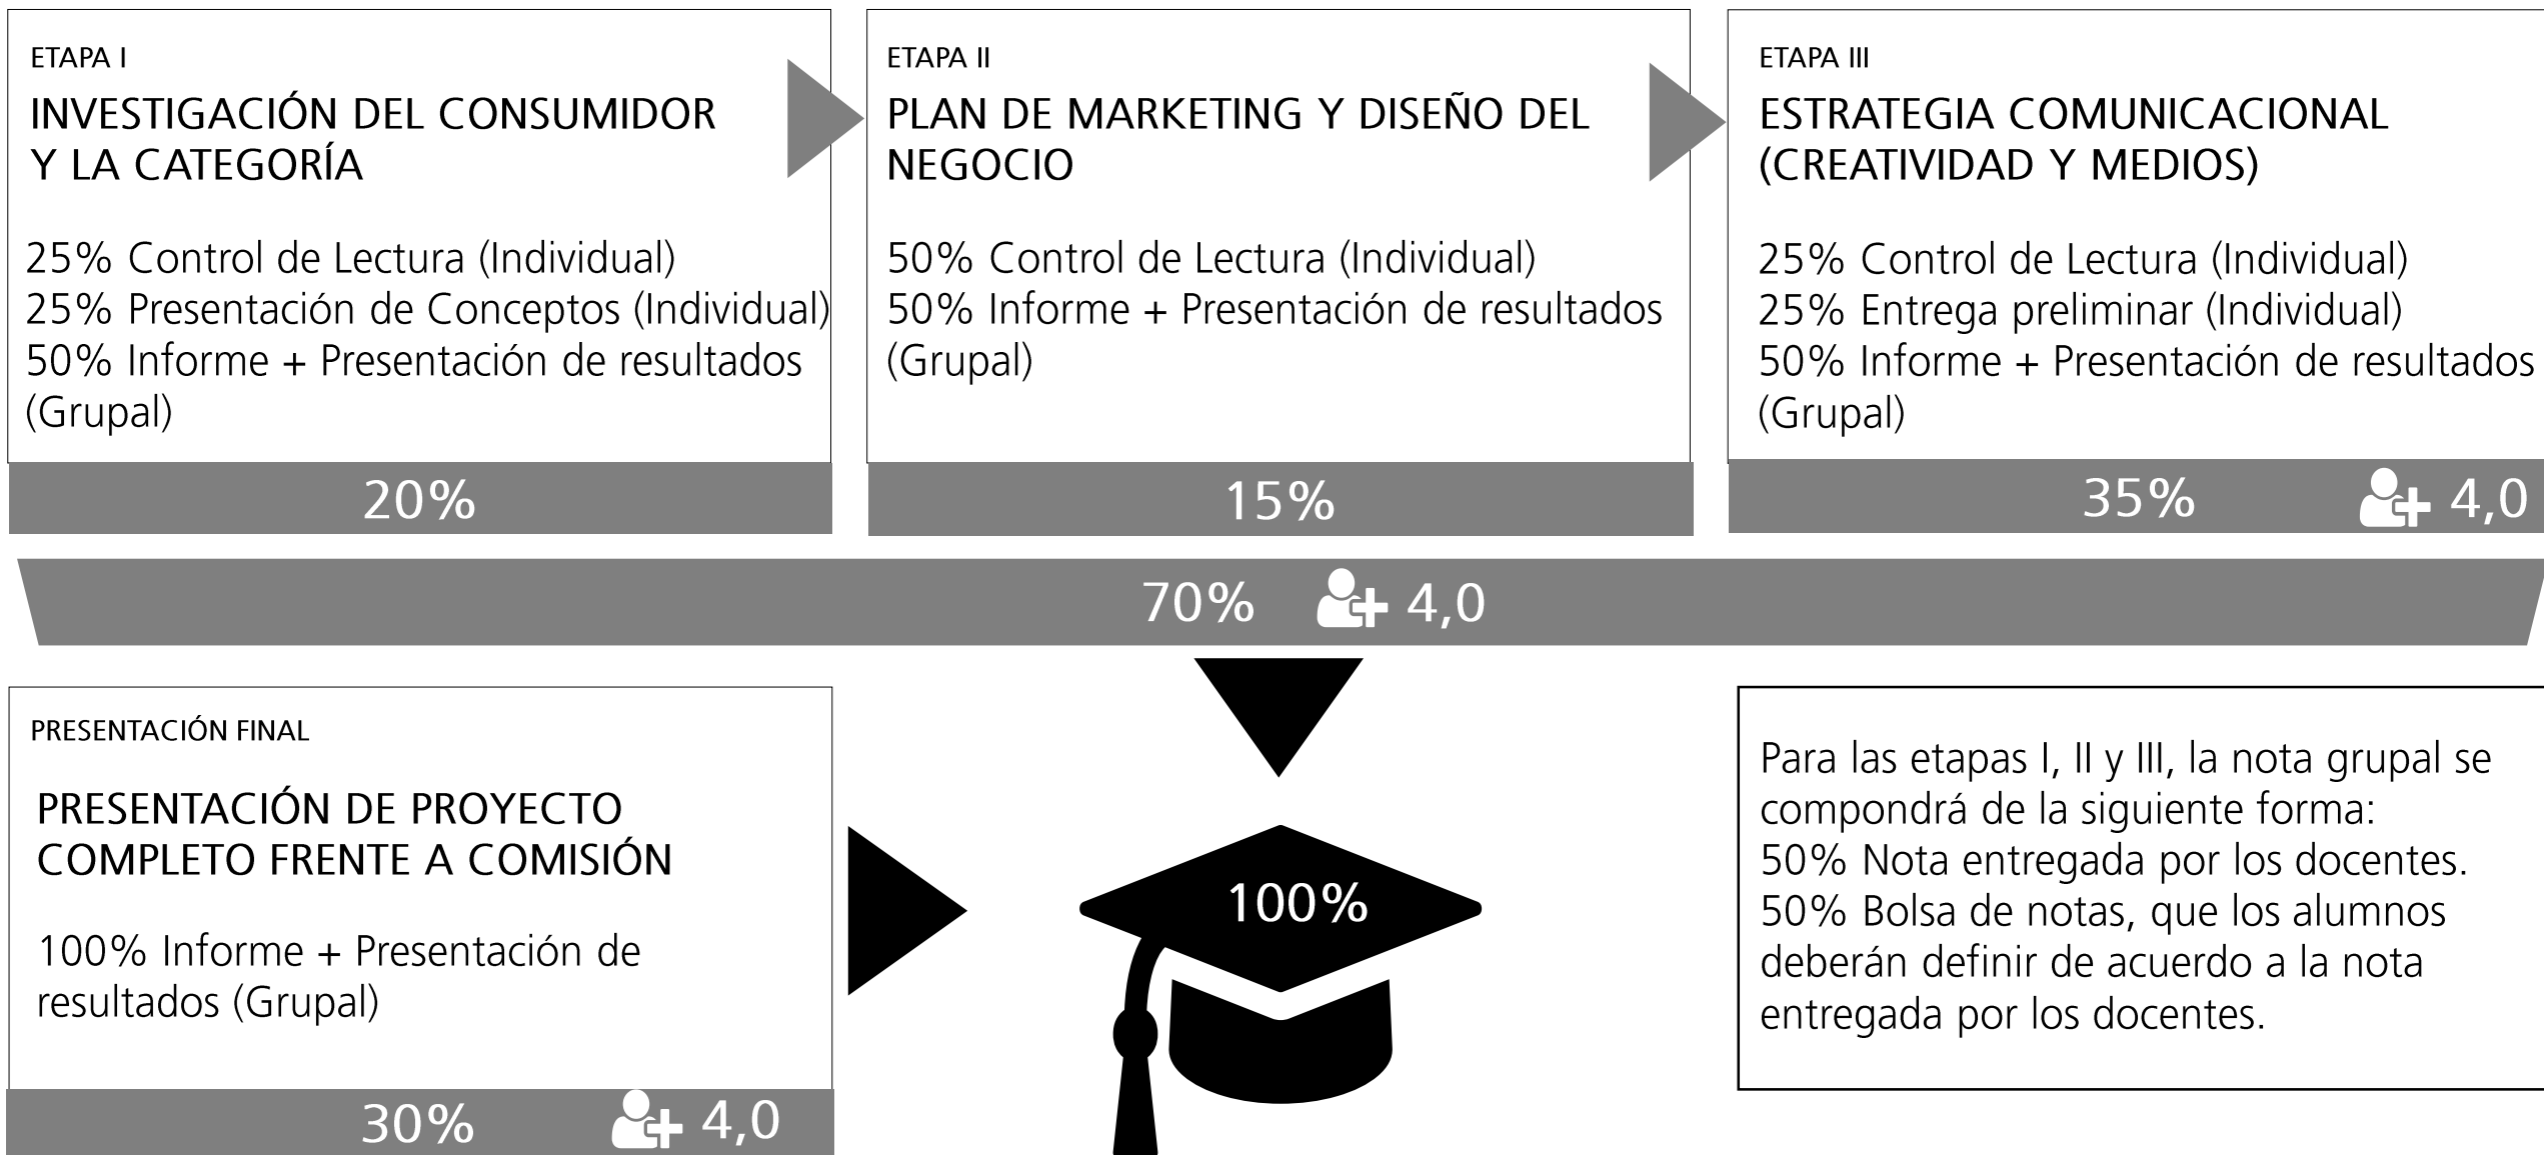 ETAPA I
INVESTIGACIÓN DEL CONSUMIDOR
Y LA CATEGORÍA
25% Control de Lectura (Individual)
25% Presentación de Conceptos (Individual)
50% Informe + Presentación de resultados
(Grupal)
20%
ETAPA II
PLAN DE MARKETING Y DISEÑO DEL
NEGOCIO
50% Control de Lectura (Individual)
50% Informe + Presentación de resultados
(Grupal)
15%
ETAPA III
ESTRATEGIA COMUNICACIONAL
(CREATIVIDAD Y MEDIOS)
25% Control de Lectura (Individual)
25% Entrega preliminar (Individual)
50% Informe + Presentación de resultados
(Grupal)
35% 4,0
70% 4,0
PRESENTACIÓN FINAL
PRESENTACIÓN DE PROYECTO
COMPLETO FRENTE A COMISIÓN
100% Informe + Presentación de
resultados (Grupal)
30% 4,0
100%
Para las etapas I, II y III, la nota grupal se
compondrá de la siguiente forma:
50% Nota entregada por los docentes.
50% Bolsa de notas, que los alumnos
deberán definir de acuerdo a la nota
entregada por los docentes.